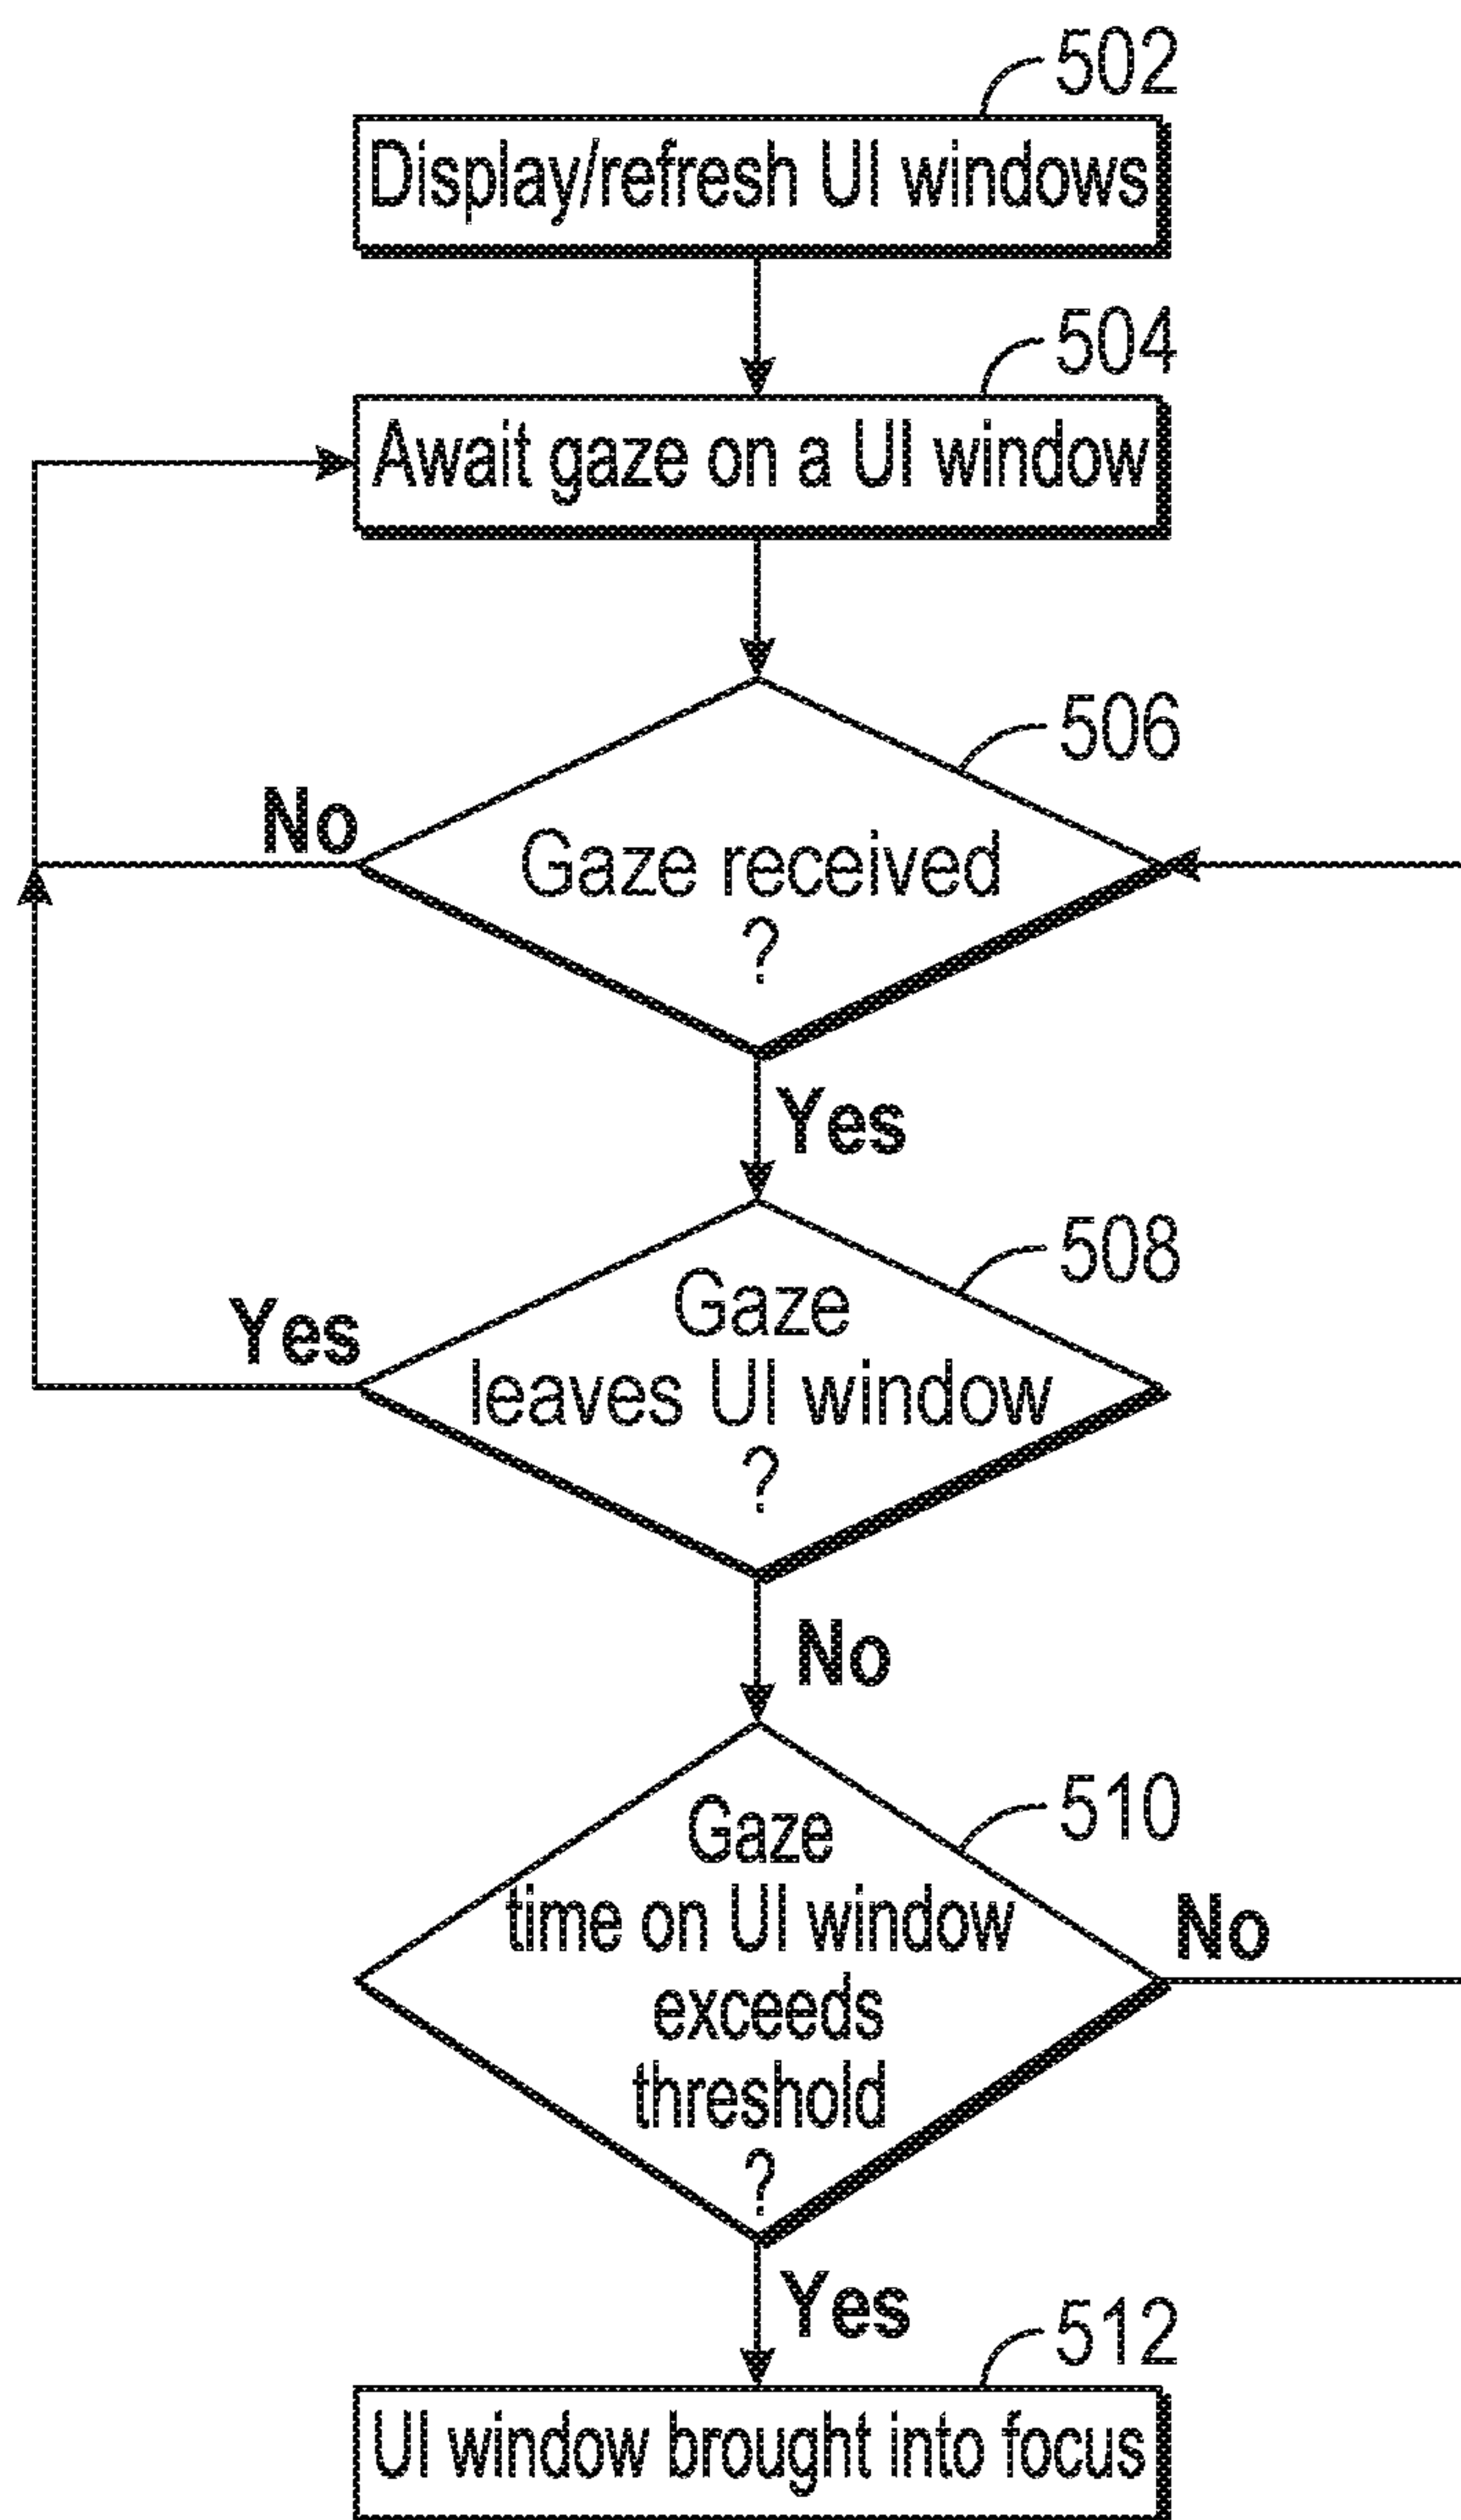 502
Display/refresh UI windows
504
Await gaze on a UI window
506
No
Gaze received
?
Yes
508
Gaze
Yes
leaves UI window
?
No
510
Gaze
time on UI window
No
exceeds
threshold
?
Yes
512
UI window brought into focus